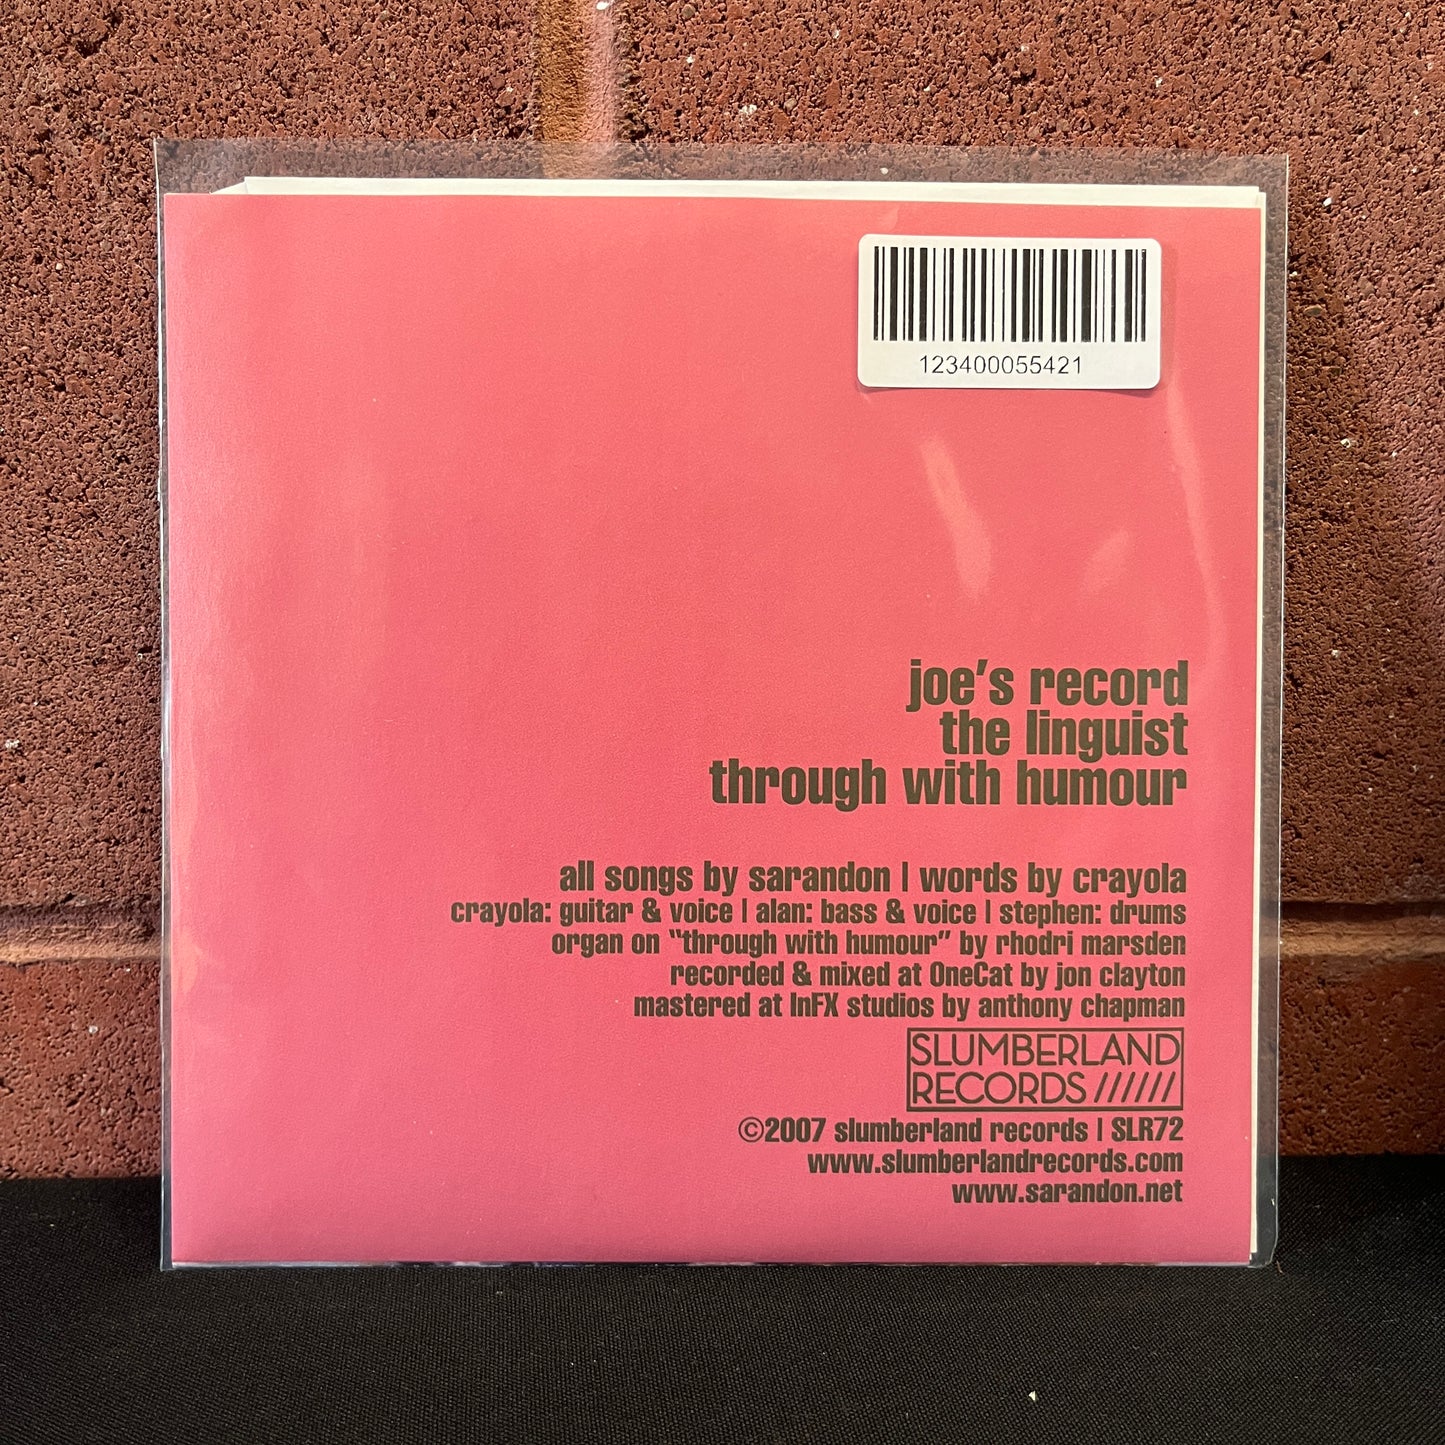 123400055421
joe's record
the linguist
through with humour
all songs by sarandon | words by crayola
crayola: guitar & voice | alan: bass & voice | stephen: drums
organ on "through with humour" by rhodri marsden
recorded & mixed at OneCat by jon clayton
mastered at InFX studios by anthony chapman
SLUMBERLAND
RECORDS //////
©2007 slumberland records | SLR72
www.slumberlandrecords.com
www.sarandon.net